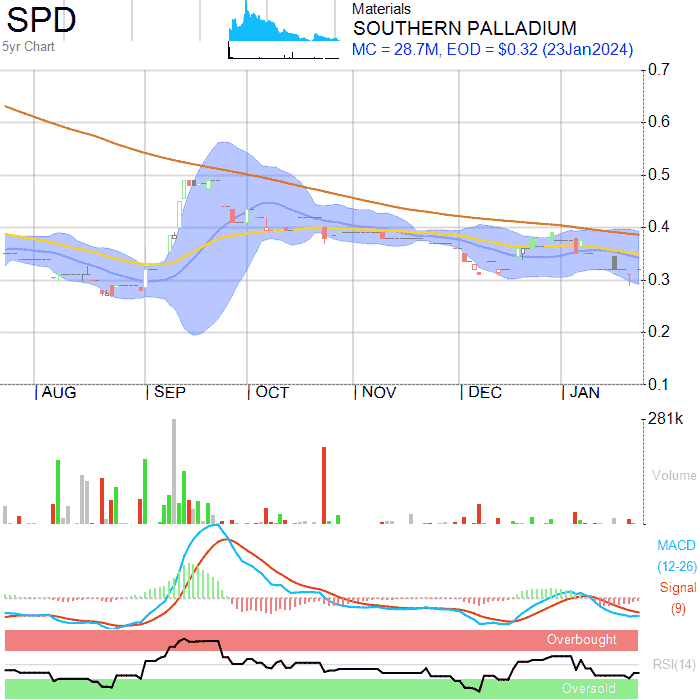 SPD
5yr Chart
Materials
SOUTHERN PALLADIUM
MC = 28.7M, EOD = $0.32 (23Jan2024)
0.7
0.6
0.5
0.4
0.3
0.2
0.1
AUG SEP OCT NOV DEC JAN
281k
Volume
MACD
(12-26)
Signal
(9)
Overbought
RSI(14)
Oversold